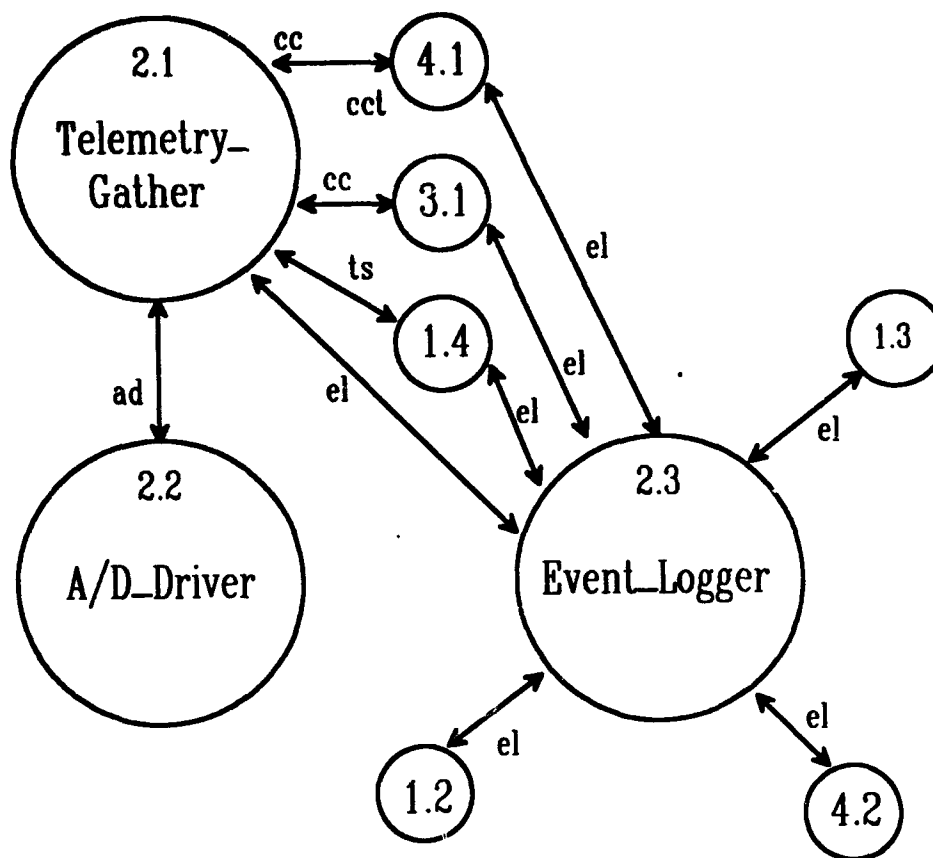 2.1
Telemetry_
Gather
cc
cct
4.1
cc
3.1
ts
1.4
el
el
el
el
ad
1.3
el
2.2
A/D_Driver
2.3
Event_Logger
el
1.2
el
4.2